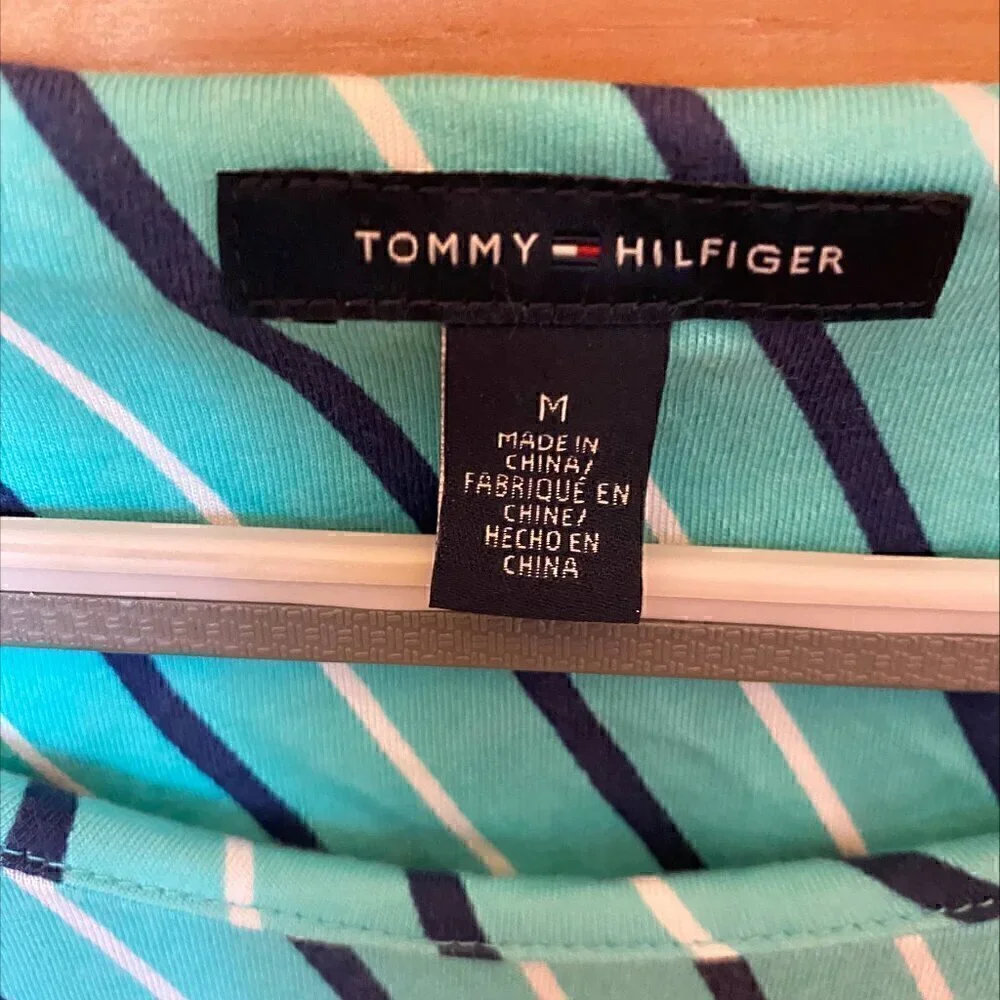 TOMMY HILFIGER
M
MADE IN
CHINA/
FABRIQUÉ EN
CHINE/
HECHO EN
CHINA